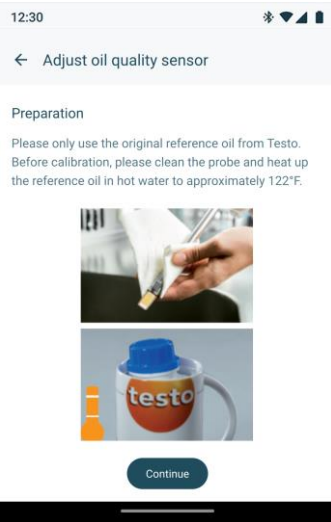 12:30
Adjust oil quality sensor
Preparation
Please only use the original reference oil from Testo.
Before calibration, please clean the probe and heat up
the reference oil in hot water to approximately 122°F.
testo
Continue